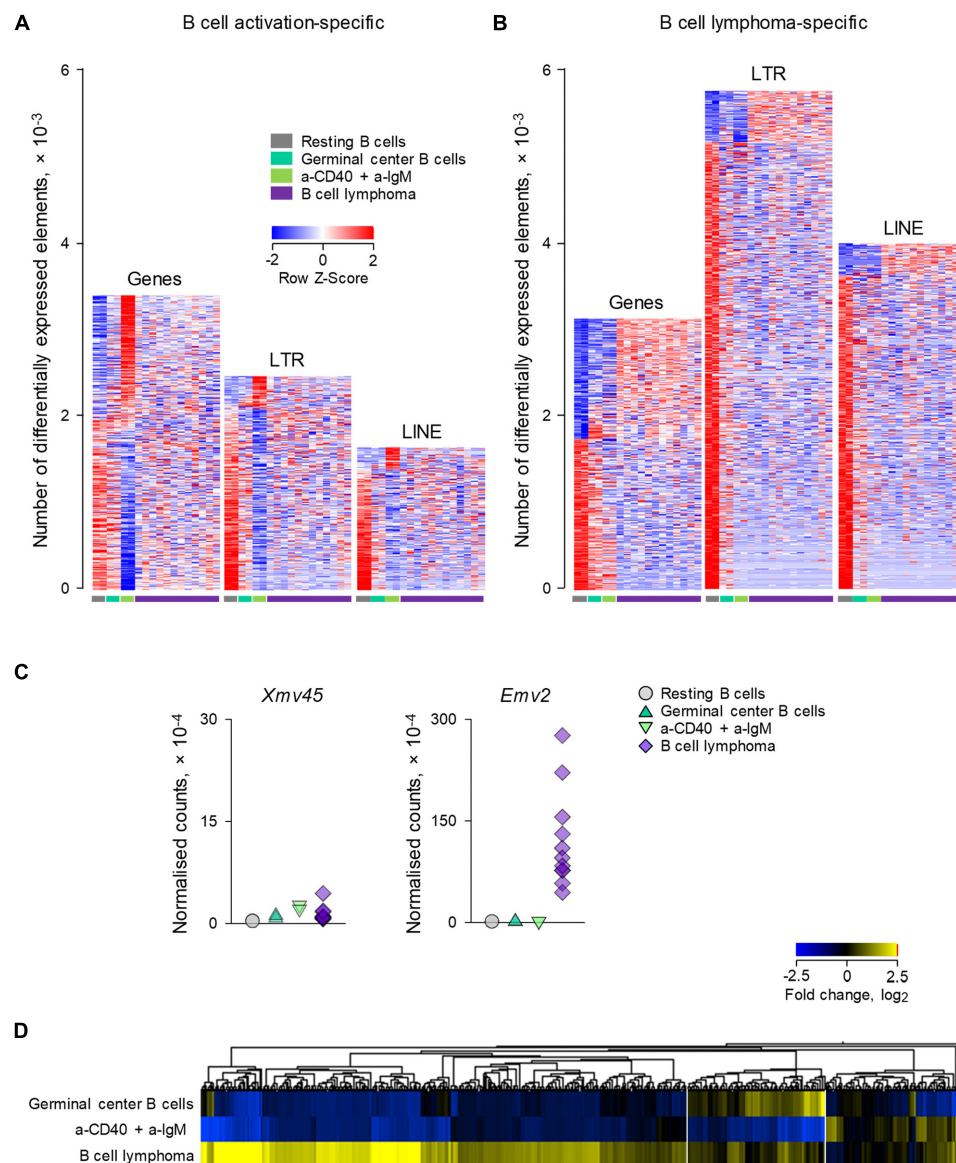 A
B cell activation-specific
Number of differentially expressed elements, × 10-3
6
4
2
0
Resting B cells
Germinal center B cells
a-CD40 + a-IgM
B cell lymphoma
-2 0 2
Row Z-Score
Genes
LTR
LINE
B
B cell lymphoma-specific
Number of differentially expressed elements, × 10-3
6
4
2
0
Genes
LTR
LINE
C
Xmv45
Normalised counts, × 10-4
30
15
0
Emv2
Normalised counts, × 10-4
300
150
0
Resting B cells
Germinal center B cells
a-CD40 + a-IgM
B cell lymphoma
-2.5 0 2.5
Fold change, log2
D
Germinal center B cells
a-CD40 + a-IgM
B cell lymphoma